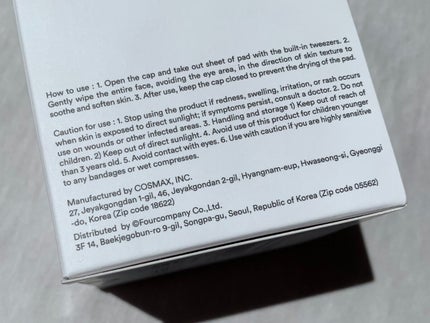 How to use : 1. Open the cap and take out sheet of pad with the built-in tweezers. 2.
Gently wipe the entire face, avoiding the eye area, in the direction of skin texture to
soothe and soften skin. 3. After use, keep the cap closed to prevent the drying of the pad.
Caution for use : 1. Stop using the product if redness, swelling, irritation, or rash occurs
when skin is exposed to direct sunlight; if symptoms persist, consult a doctor. 2. Do not
use on wounds or other infected areas. 3. Handling and storage 1) Keep out of reach of
children. 2) Keep out of direct sunlight. 4. Avoid use of this product for children younger
than 3 years old. 5. Avoid contact with eyes. 6. Use with caution if you are highly sensitive
to any bandages or wet compresses.
Manufactured by COSMAX, INC.
27, Jeyakgongdan 1-gil, 46, Jeyakgondan 2-gil, Hyangnam-eup, Hwaseong-si, Gyeonggi
-do, Korea (Zip code 18622)
Distributed by ©Fourcompany Co.,Ltd.
3F 14, Baekjegobun-ro 9-gil, Songpa-gu, Seoul, Republic of Korea (Zip code 05562)